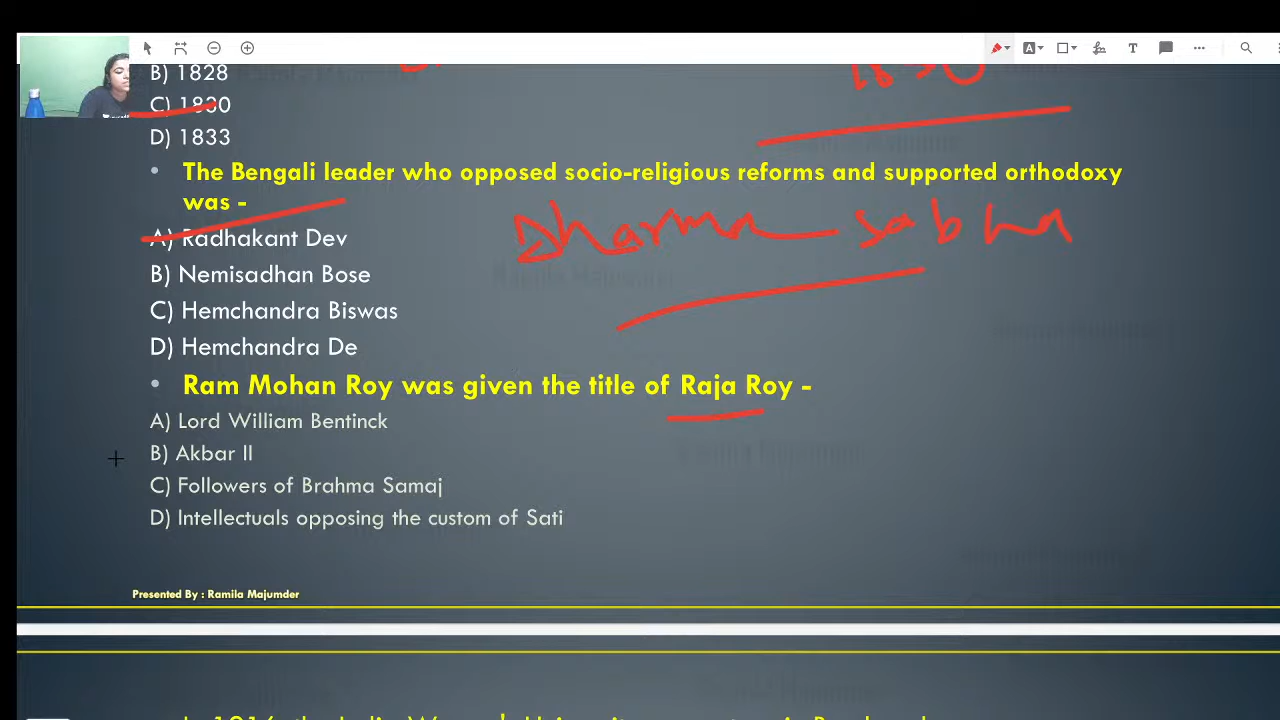 B) 1828
1830
C) 1830
D) 1833
• The Bengali leader who opposed socio-religious reforms and supported orthodoxy
was -
Dharma Sabha
A) Radhakant Dev
B) Nemisadhan Bose
C) Hemchandra Biswas
D) Hemchandra De
• Ram Mohan Roy was given the title of Raja Roy -
A) Lord William Bentinck
B) Akbar II
C) Followers of Brahma Samaj
D) Intellectuals opposing the custom of Sati
Presented By : Ramila Majumder